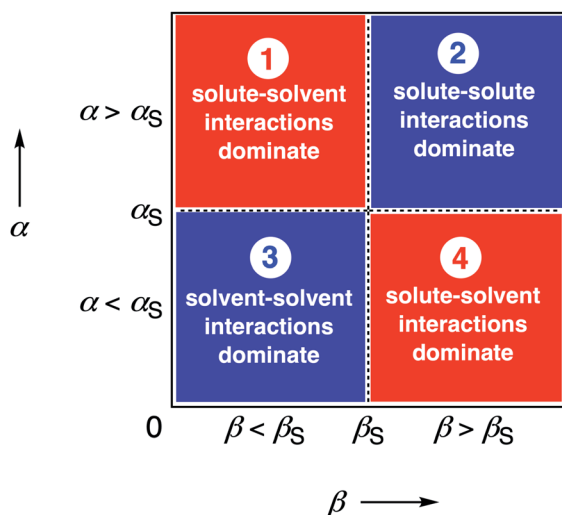 1
solute-solvent
interactions
dominate
2
solute-solute
interactions
dominate
α > αS
α
αS
3
solvent-solvent
interactions
dominate
4
solute-solvent
interactions
dominate
α < αS
0
β < βS
βS
β > βS
β